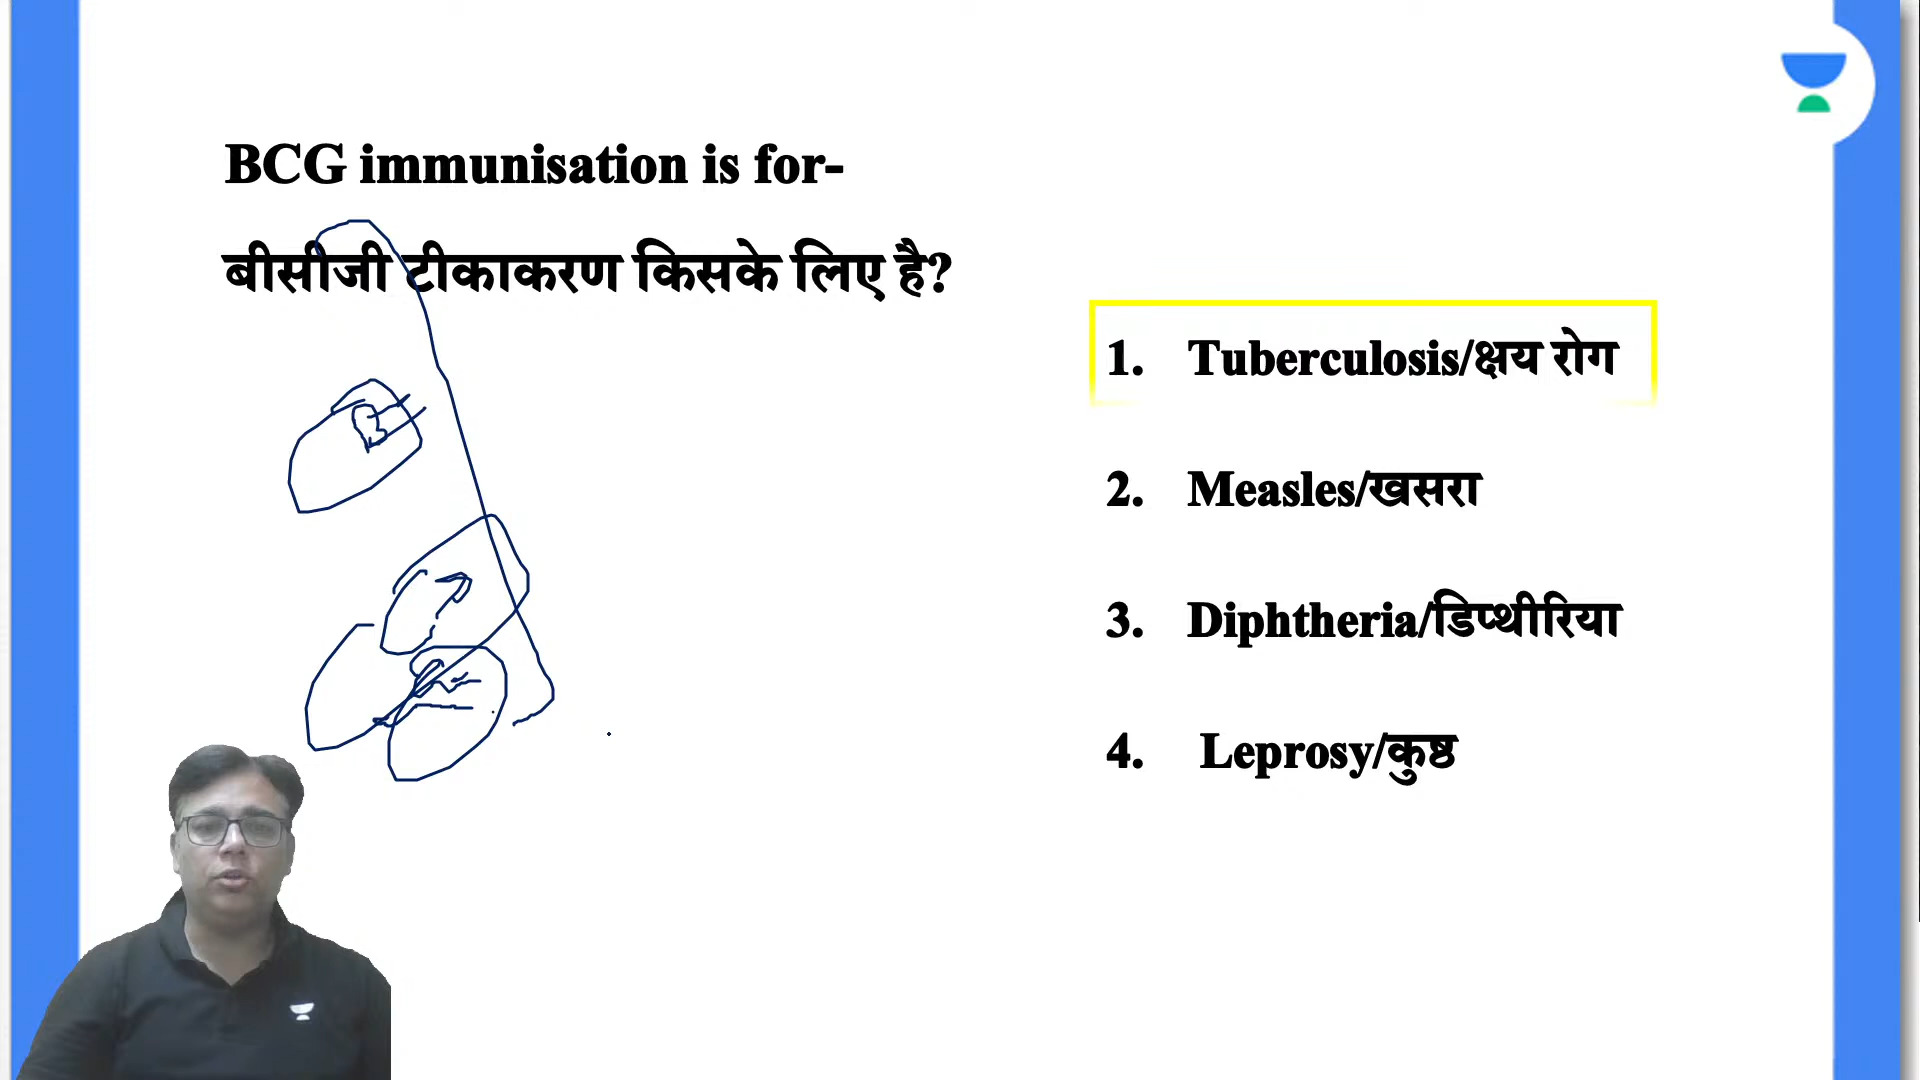 BCG immunisation is for-
बीसीजी टीकाकरण किसके लिए है?
1. Tuberculosis/क्षय रोग
2. Measles/खसरा
3. Diphtheria/डिप्थीरिया
4. Leprosy/कुष्ठ